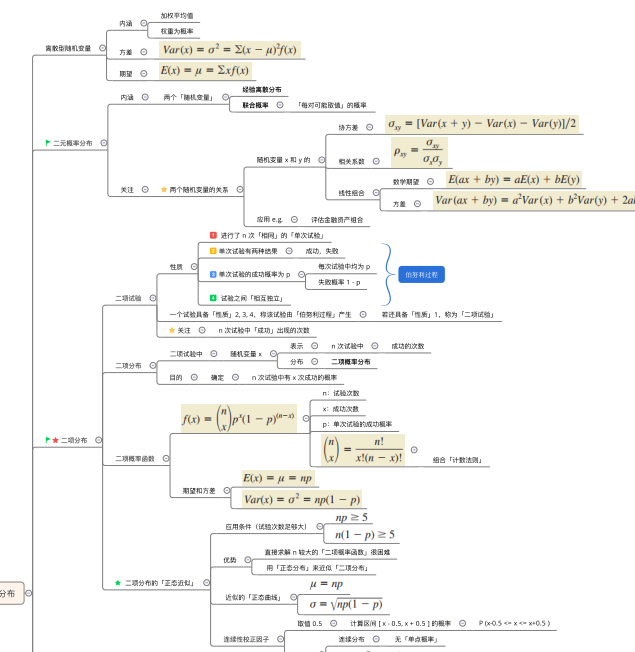 离散型随机变量
内涵
加权平均值
权重为概率
方差
Var(x) = σ² = Σ(x − μ)²f(x)
期望
E(x) = μ = Σxf(x)
二元概率分布
内涵
两个「随机变量」
经验离散分布
联合概率
「每对可能取值」的概率
关注
两个随机变量的关系
随机变量 x 和 y 的
协方差
σxy = [Var(x + y) − Var(x) − Var(y)]/2
相关系数
ρxy = σxy / σxσy
线性组合
数学期望
E(ax + by) = aE(x) + bE(y)
方差
Var(ax + by) = a²Var(x) + b²Var(y) + 2a
应用 e.g.
评估金融资产组合
二项分布
二项试验
性质
1 进行了 n 次「相同」的「单次试验」
2 单次试验有两种结果
成功、失败
3 单次试验的成功概率为 p
每次试验中均为 p
失败概率 1 - p
4 试验之间「相互独立」
伯努利过程
一个试验具备「性质」2, 3, 4，称该试验由「伯努利过程」产生
若还具备「性质」1，称为「二项试验」
关注
n 次试验中「成功」出现的次数
二项分布
二项试验中
随机变量 x
表示
n 次试验中
成功的次数
分布
二项概率分布
目的
确定
n 次试验中有 x 次成功的概率
二项概率函数
f(x) = (n x) pˣ(1 − p)⁽ⁿ⁻ˣ⁾
n：试验次数
x：成功次数
p：单次试验的成功概率
(n x) = n! / x!(n − x)!
组合「计数法则」
期望和方差
E(x) = μ = np
Var(x) = σ² = np(1 − p)
二项分布的「正态近似」
应用条件（试验次数足够大）
np ≥ 5
n(1 − p) ≥ 5
优势
直接求解 n 较大的「二项概率函数」很困难
用「正态分布」来近似「二项分布」
近似的「正态曲线」
μ = np
σ = √np(1 − p)
连续性校正因子
取值 0.5
计算区间 [ x - 0.5, x + 0.5 ] 的概率
P (x-0.5 <= x <= x+0.5 )
连续分布
无「单点概率」
分布